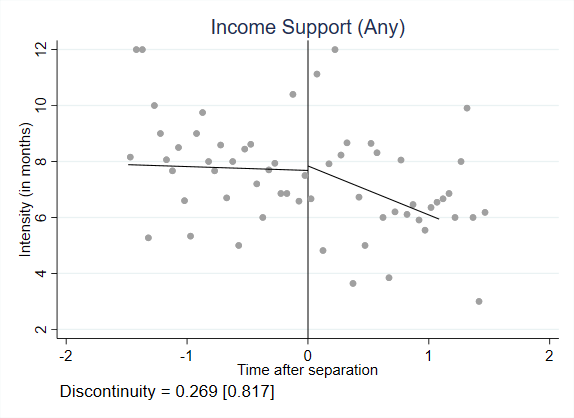 Income Support (Any)
Intensity (in months)
12
10
8
6
4
2
-2
-1
0
1
2
Time after separation
Discontinuity = 0.269 [0.817]